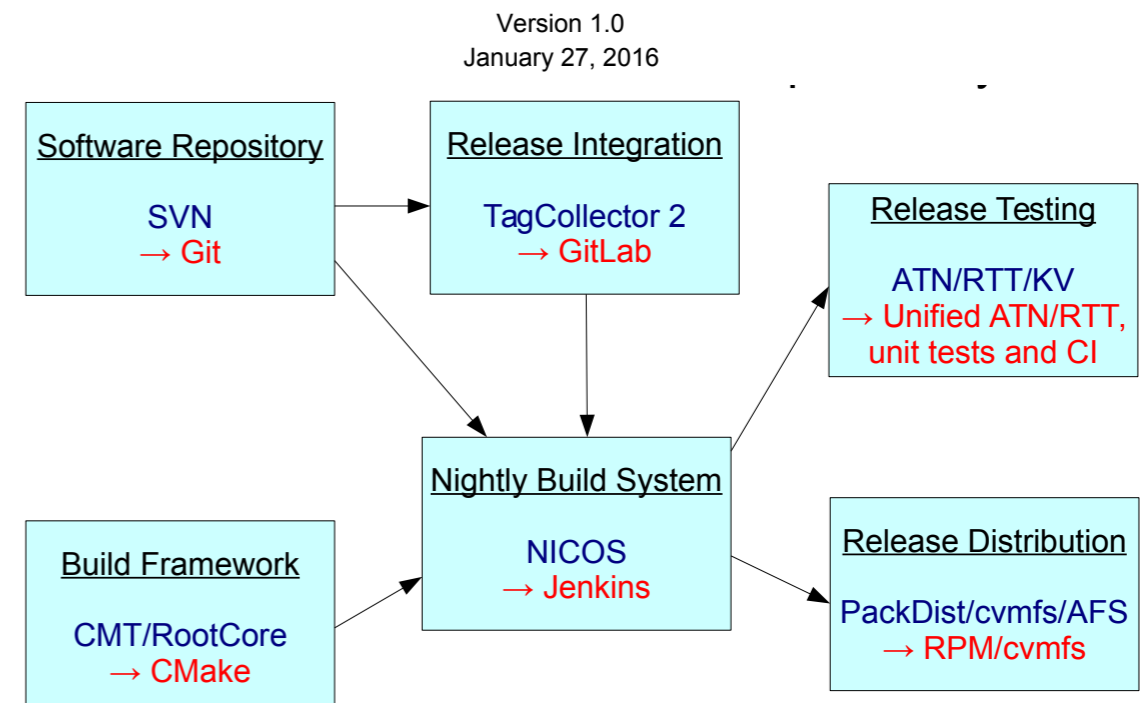 Version 1.0
January 27, 2016
Software Repository
SVN
→ Git
Release Integration
TagCollector 2
→ GitLab
Release Testing
ATN/RTT/KV
→ Unified ATN/RTT,
unit tests and CI
Nightly Build System
NICOS
→ Jenkins
Build Framework
CMT/RootCore
→ CMake
Release Distribution
PackDist/cvmfs/AFS
→ RPM/cvmfs